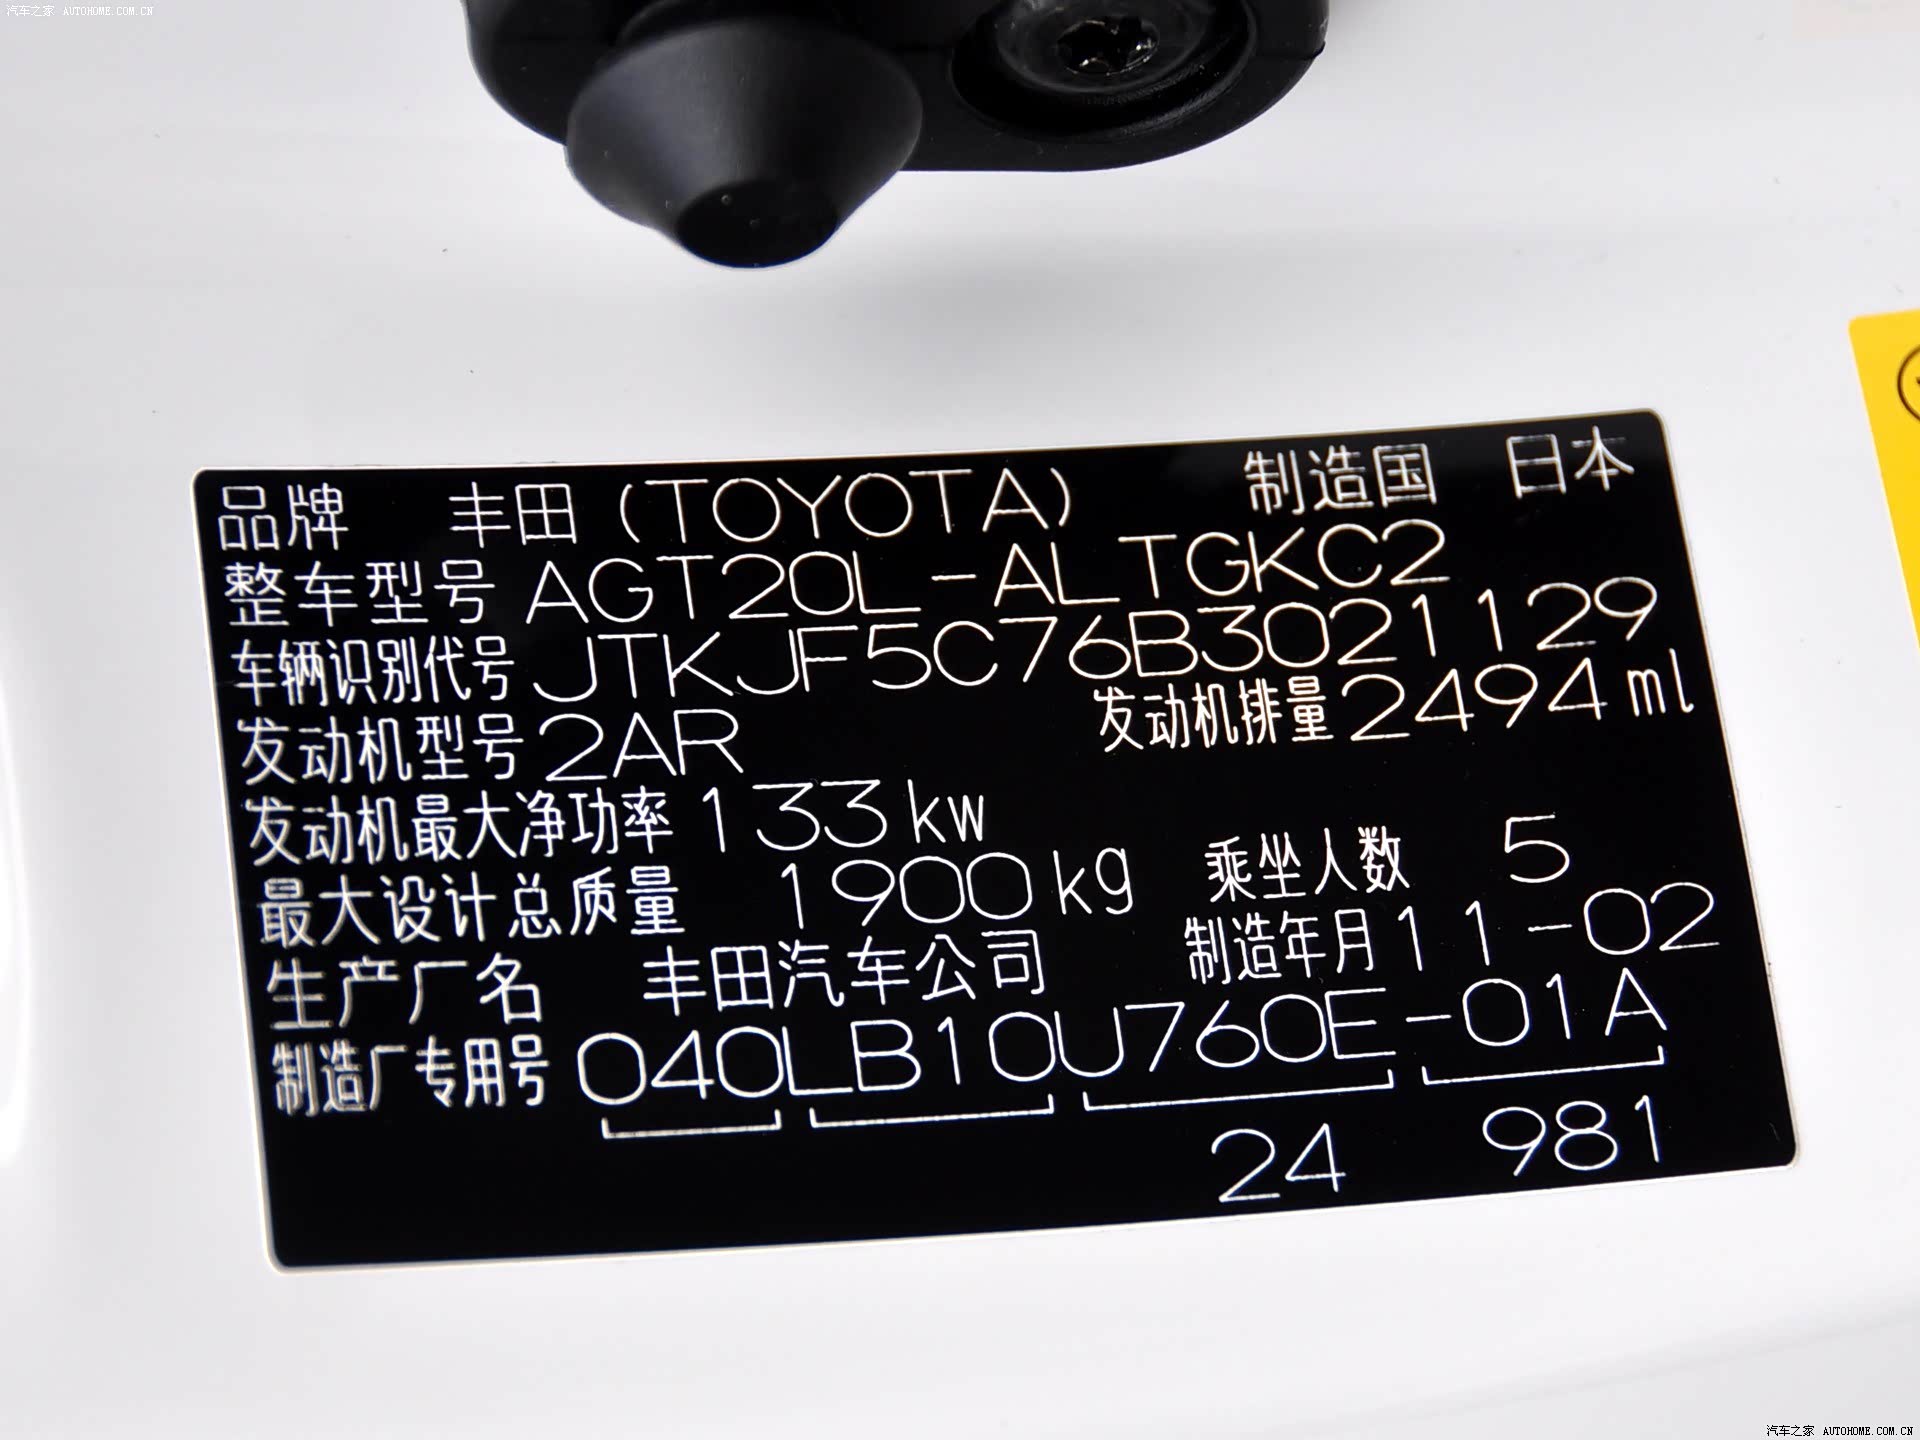 汽车之家 AUTOHOME.COM.CN
品牌 丰田(TOYOTA) 制造国 日本
整车型号 AGT20L-ALTGKC2
车辆识别代号 JTKJF5C76B3021129
发动机型号 2AR 发动机排量 2494 ml
发动机最大净功率 133 kw
最大设计总质量 1900 kg 乘坐人数 5
生产厂名 丰田汽车公司 制造年月 11-02
制造厂专用号 040LB10U760E-01A
24 981
汽车之家 AUTOHOME.COM.CN